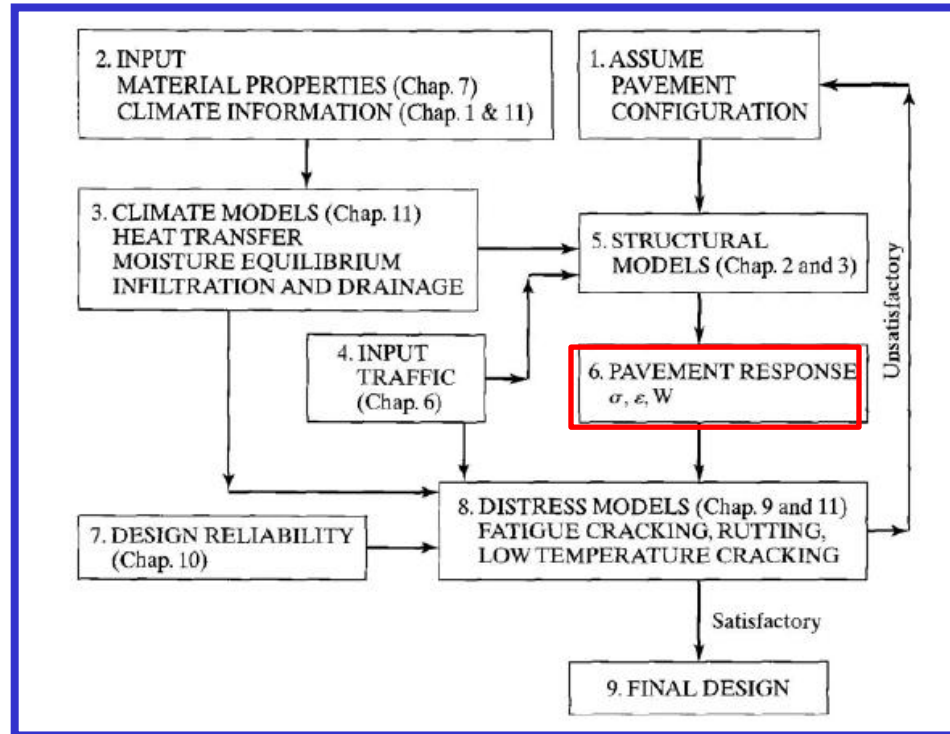 2. INPUT
MATERIAL PROPERTIES (Chap. 7)
CLIMATE INFORMATION (Chap. 1 & 11)
1. ASSUME
PAVEMENT
CONFIGURATION
3. CLIMATE MODELS (Chap. 11)
HEAT TRANSFER
MOISTURE EQUILIBRIUM
INFILTRATION AND DRAINAGE
5. STRUCTURAL
MODELS (Chap. 2 and 3)
4. INPUT
TRAFFIC
(Chap. 6)
6. PAVEMENT RESPONSE
σ, ε, W
Unsatisfactory
7. DESIGN RELIABILITY
(Chap. 10)
8. DISTRESS MODELS (Chap. 9 and 11)
FATIGUE CRACKING, RUTTING,
LOW TEMPERATURE CRACKING
Satisfactory
9. FINAL DESIGN